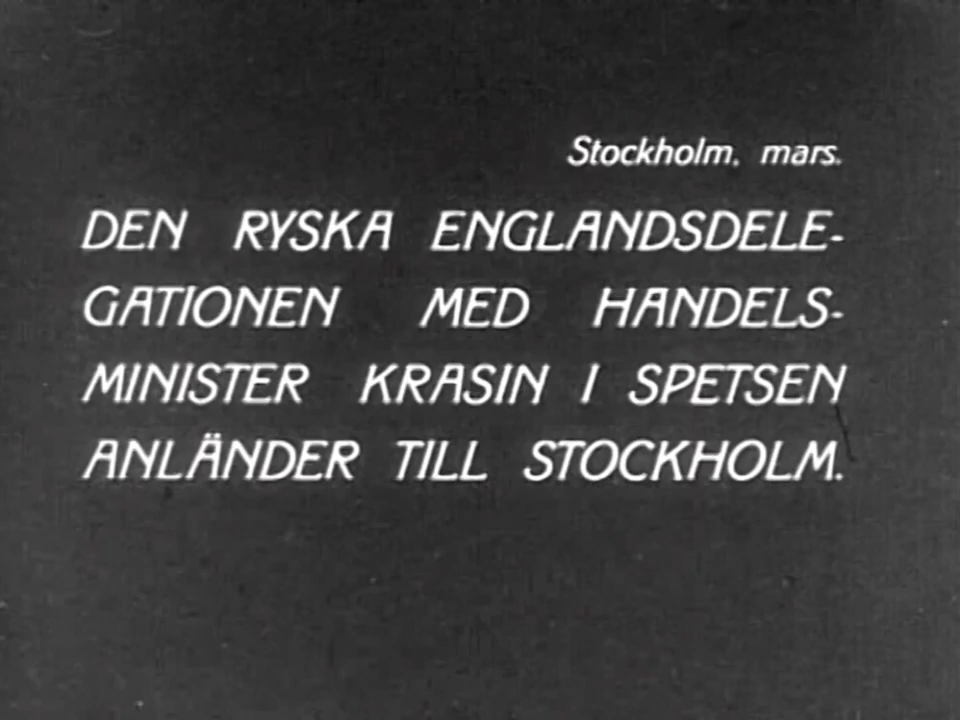 Stockholm, mars.
DEN RYSKA ENGLANDSDELE-
GATIONEN MED HANDELS-
MINISTER KRASIN I SPETSEN
ANLÄNDER TILL STOCKHOLM.